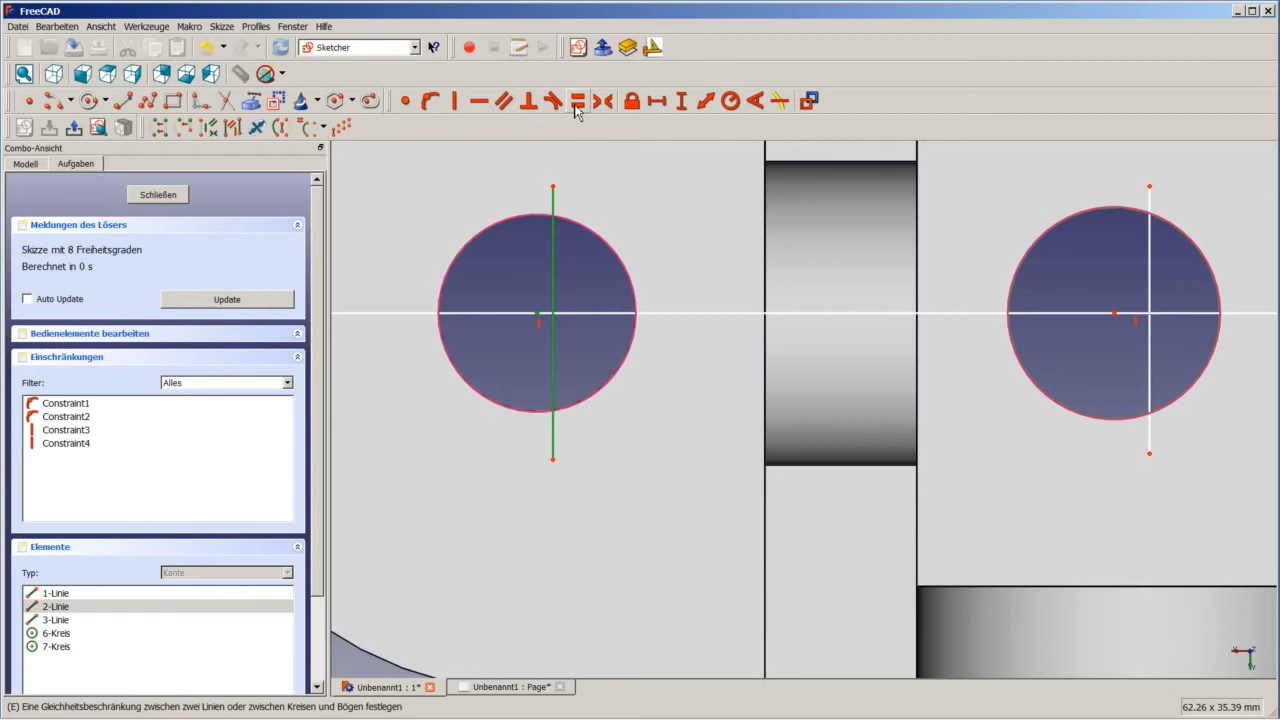 FreeCAD
Datei Bearbeiten Ansicht Werkzeuge Makro Skizze Profiles Fenster Hilfe
Sketcher
Combo-Ansicht
Modell Aufgaben
Schließen
Meldungen des Lösers
Skizze mit 8 Freiheitsgraden
Berechnet in 0 s
Auto Update Update
Bedienelemente bearbeiten
Einschränkungen
Filter: Alles
Constraint1
Constraint2
Constraint3
Constraint4
Elemente
Typ: Kante
1-Linie
2-Linie
3-Linie
6-Kreis
7-Kreis
Unbenannt1 : 1* Unbenannt1 : Page*
(E) Eine Gleichheitsbeschränkung zwischen zwei Linien oder zwischen Kreisen und Bögen festlegen
62.26 x 35.39 mm